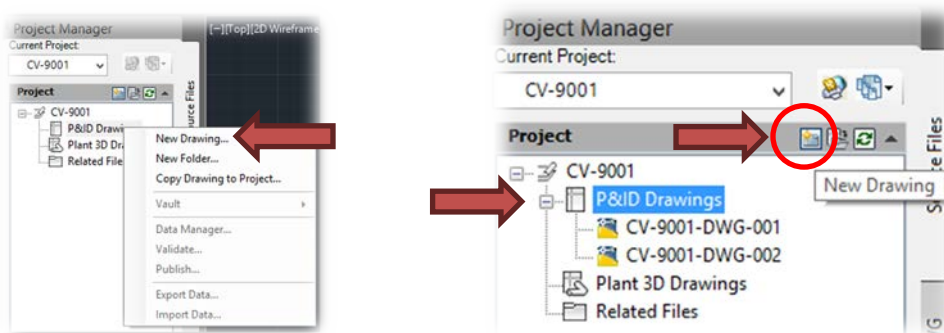 Project Manager
Current Project:
CV-9001
Project
CV-9001
P&ID Drawi
Plant 3D Dr
Related File
New Drawing...
New Folder...
Copy Drawing to Project...
Vault
Data Manager...
Validate...
Publish...
Export Data...
Import Data...
[−][Top][2D Wireframe
urce Files
Project Manager
Current Project:
CV-9001
Project
New Drawing
CV-9001
P&ID Drawings
CV-9001-DWG-001
CV-9001-DWG-002
Plant 3D Drawings
Related Files
e Files